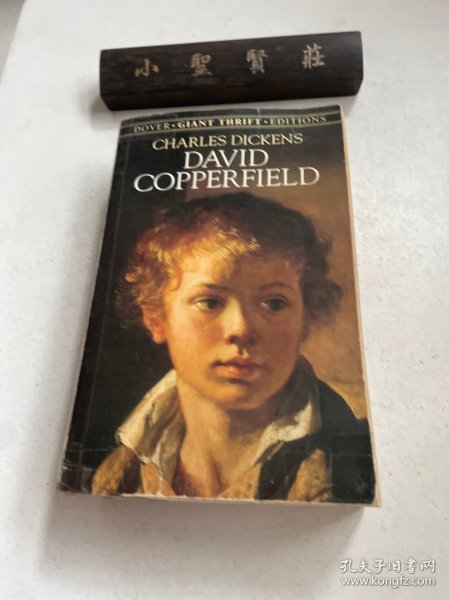 小聖賢莊
DOVER · GIANT THRIFT · EDITIONS
CHARLES DICKENS
DAVID
COPPERFIELD
孔夫子旧书网
www.kongfz.com